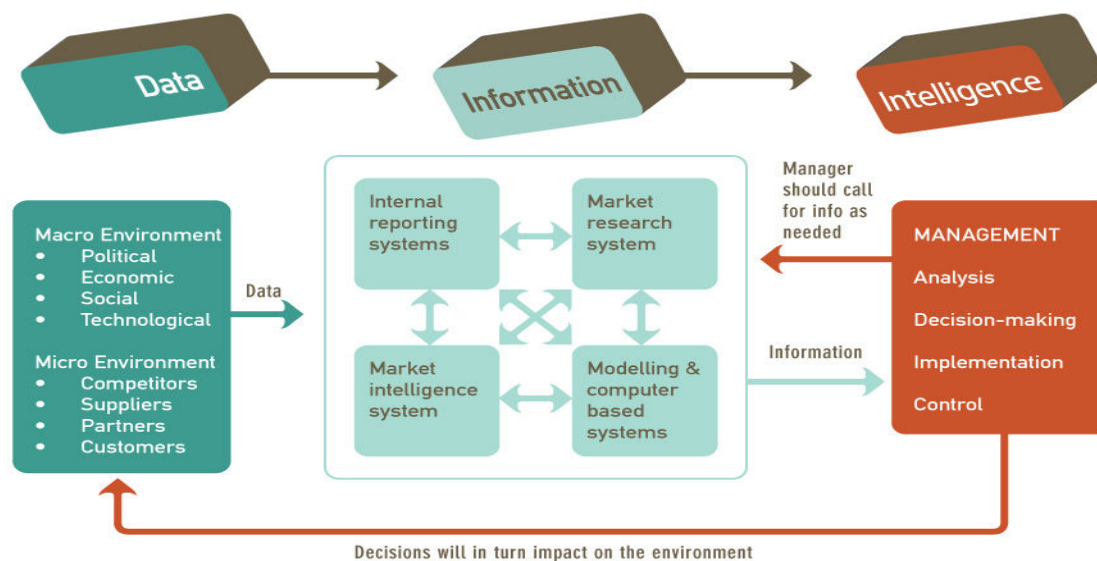 Data
Information
Intelligence
Manager
should call
for info as
needed
Macro Environment
• Political
• Economic
• Social
• Technological
Micro Environment
• Competitors
• Suppliers
• Partners
• Customers
Data
Internal
reporting
systems
Market
research
system
Market
intelligence
system
Modelling &
computer
based
systems
Information
MANAGEMENT
Analysis
Decision-making
Implementation
Control
Decisions will in turn impact on the environment